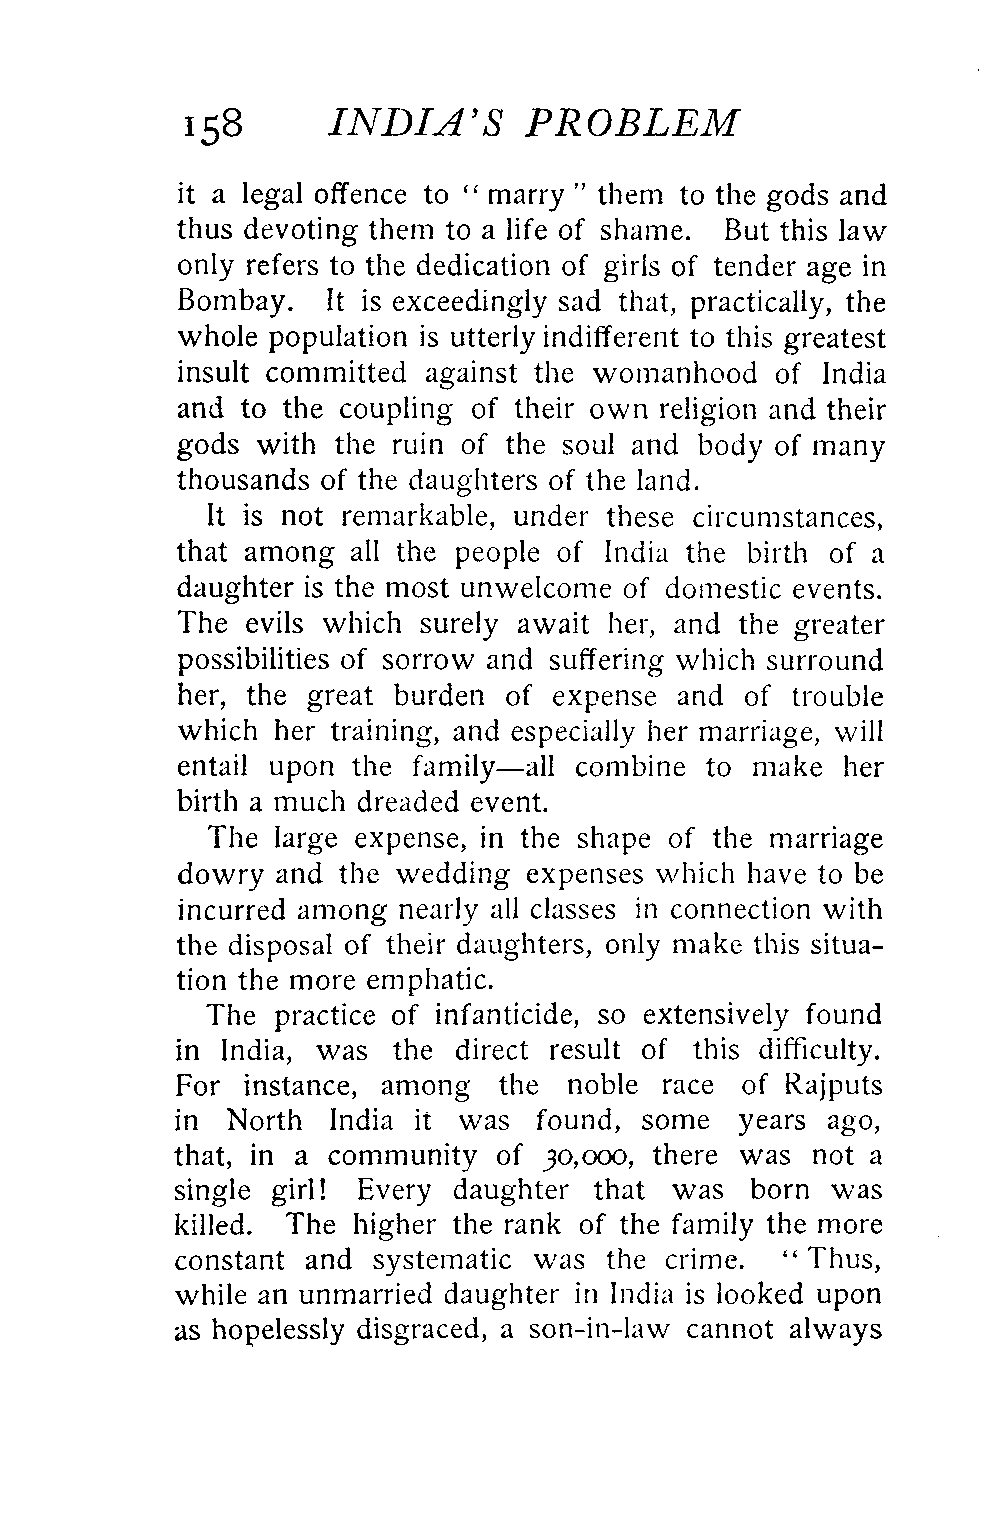 158 INDIA'S PROBLEM
it a legal offence to " marry " them to the gods and
thus devoting them to a life of shame. But this law
only refers to the dedication of girls of tender age in
Bombay. It is exceedingly sad that, practically, the
whole population is utterly indifferent to this greatest
insult committed against the womanhood of India
and to the coupling of their own religion and their
gods with the ruin of the soul and body of many
thousands of the daughters of the land.
It is not remarkable, under these circumstances,
that among all the people of India the birth of a
daughter is the most unwelcome of domestic events.
The evils which surely await her, and the greater
possibilities of sorrow and suffering which surround
her, the great burden of expense and of trouble
which her training, and especially her marriage, will
entail upon the family—all combine to make her
birth a much dreaded event.
The large expense, in the shape of the marriage
dowry and the wedding expenses which have to be
incurred among nearly all classes in connection with
the disposal of their daughters, only make this situa-
tion the more emphatic.
The practice of infanticide, so extensively found
in India, was the direct result of this difficulty.
For instance, among the noble race of Rajputs
in North India it was found, some years ago,
that, in a community of 30,000, there was not a
single girl! Every daughter that was born was
killed. The higher the rank of the family the more
constant and systematic was the crime. " Thus,
while an unmarried daughter in India is looked upon
as hopelessly disgraced, a son-in-law cannot always